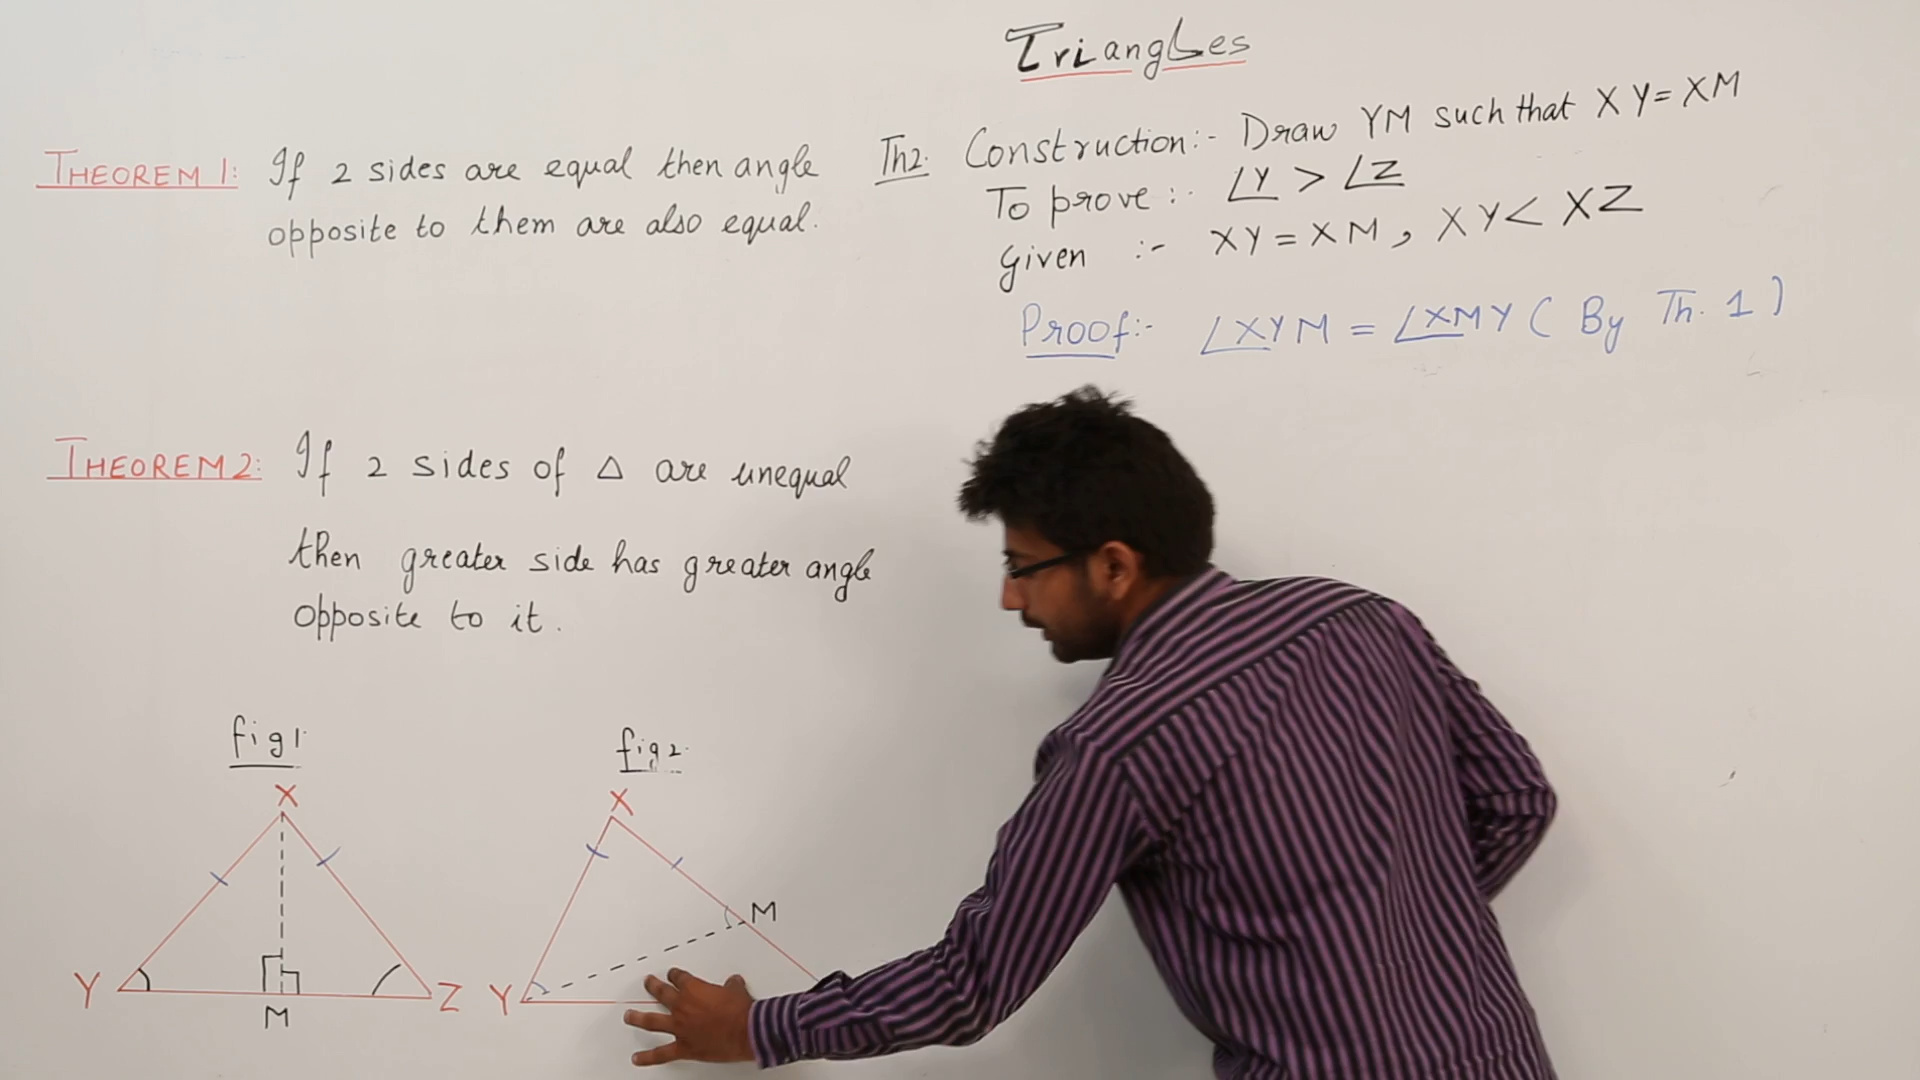 Triangles
THEOREM 1: If 2 sides are equal then angle
opposite to them are also equal.
Th2. Construction:- Draw YM such that XY=XM
To prove:- ∠Y > ∠Z
Given :- XY=XM, XY< XZ
Proof:- ∠XYM = ∠XMY ( By Th. 1 )
THEOREM 2: If 2 sides of △ are unequal
then greater side has greater angle
opposite to it.
fig 1.
X
Y
M
Z
fig 2.
X
M
Y